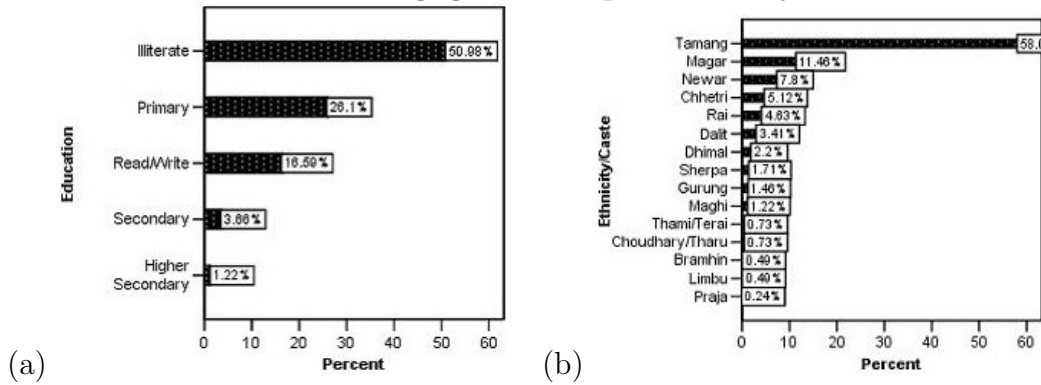 Education
Illiterate 50.98%
Primary 26.1%
Read/Write 16.59%
Secondary 3.66%
Higher
Secondary 1.22%
0 10 20 30 40 50 60
Percent
(a)
Ethnicity/Caste
Tamang
Magar 11.46%
Newar 7.8%
Chhetri 5.12%
Rai 4.63%
Dalit 3.41%
Dhimal 2.2%
Sherpa 1.71%
Gurung 1.46%
Maghi 1.22%
Thami/Terai 0.73%
Choudhary/Tharu 0.73%
Bramhin 0.49%
Limbu 0.49%
Praja 0.24%
0 10 20 30 40 50 60
Percent
(b)